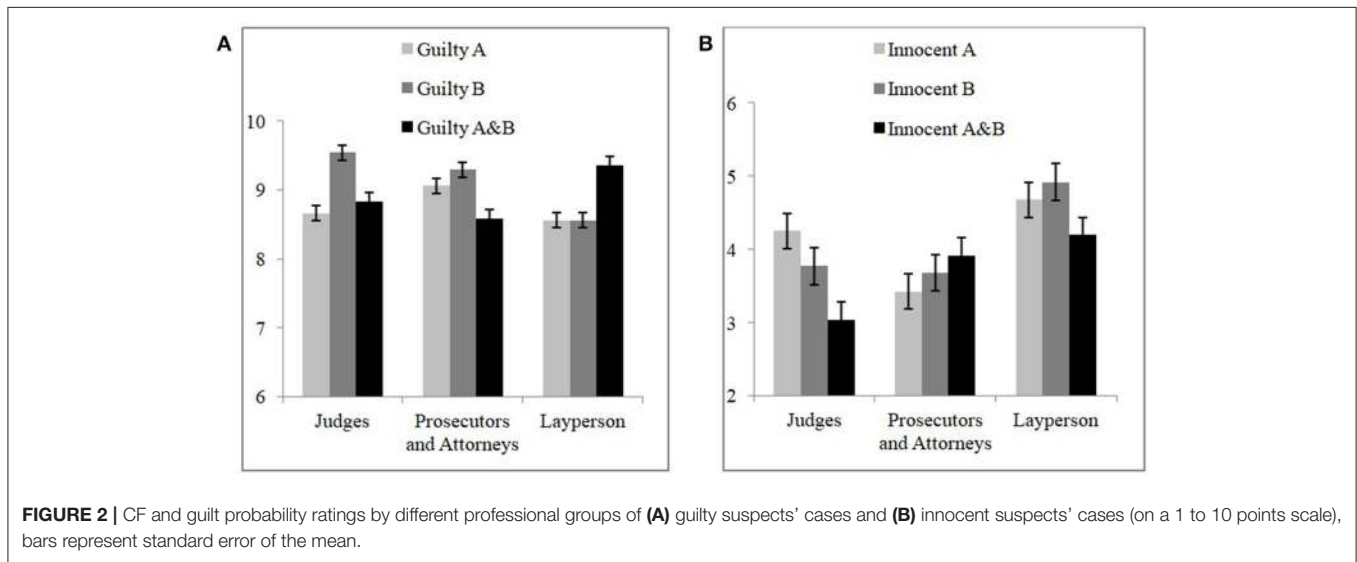 A
Guilty A
Guilty B
Guilty A&B
10
9
8
7
6
Judges
Prosecutors
and Attorneys
Layperson
B
Innocent A
Innocent B
Innocent A&B
6
5
4
3
2
Judges
Prosecutors
and Attorneys
Layperson
FIGURE 2 | CF and guilt probability ratings by different professional groups of (A) guilty suspects' cases and (B) innocent suspects' cases (on a 1 to 10 points scale),
bars represent standard error of the mean.